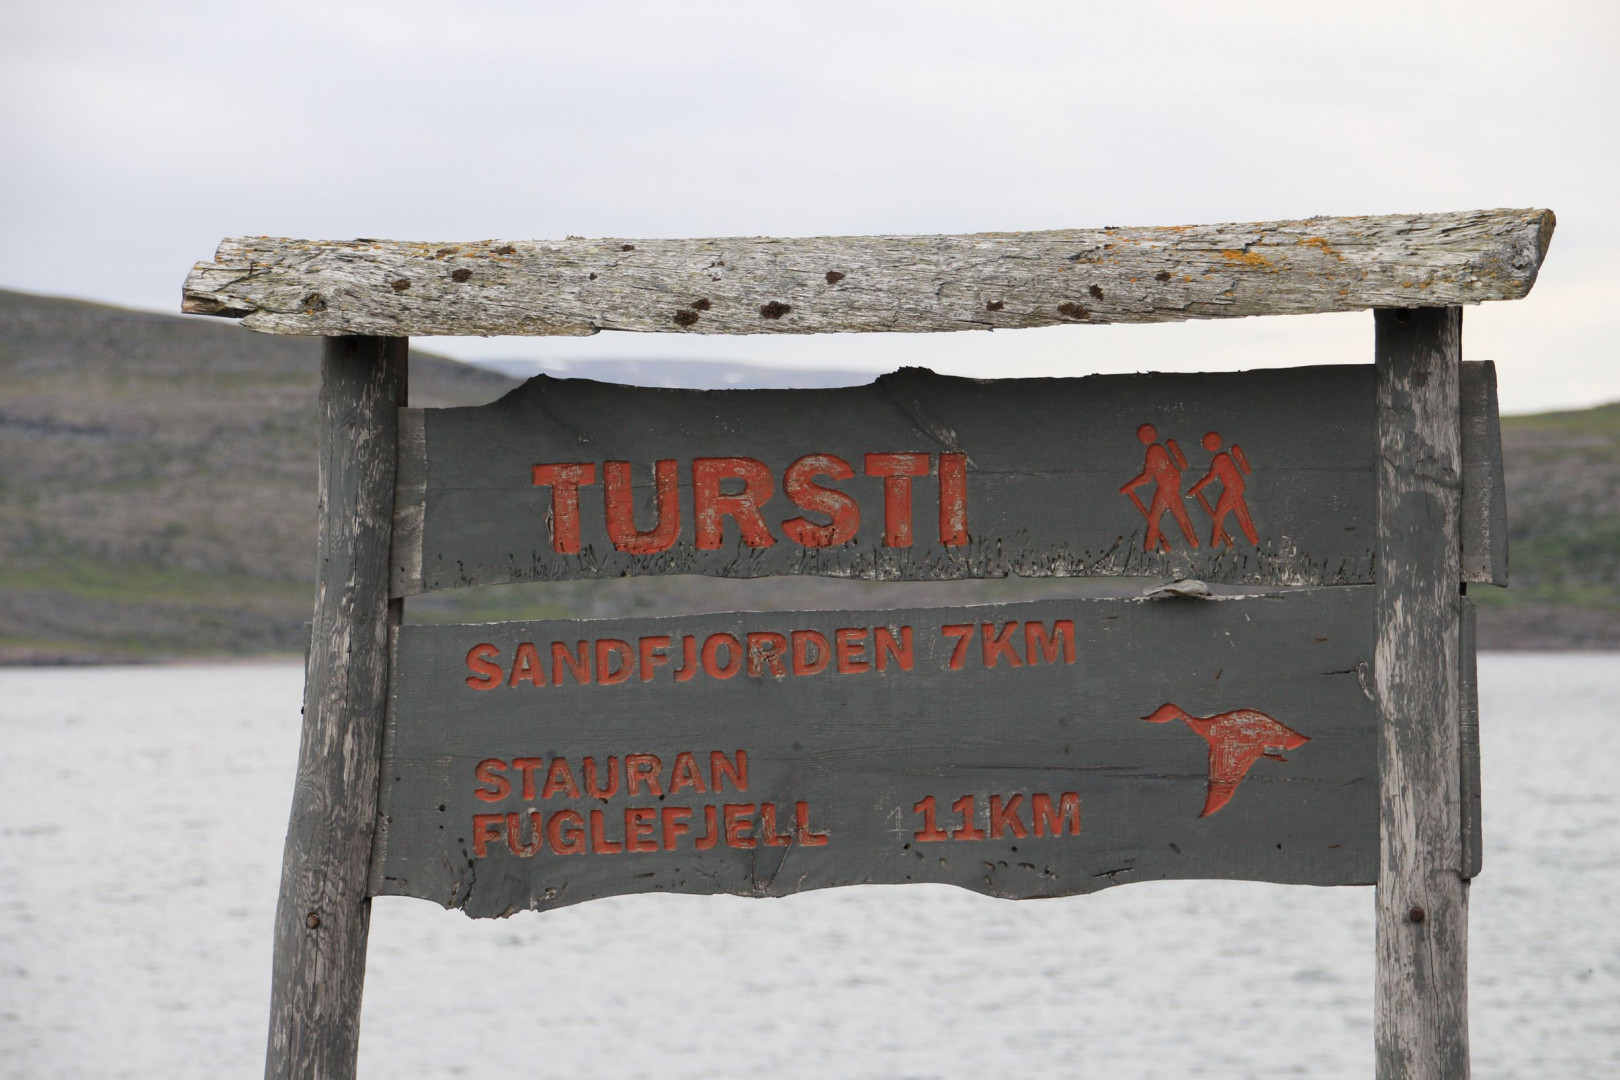 TURSTI
SANDFJORDEN 7KM
STAURAN
FUGLEFJELL 11KM